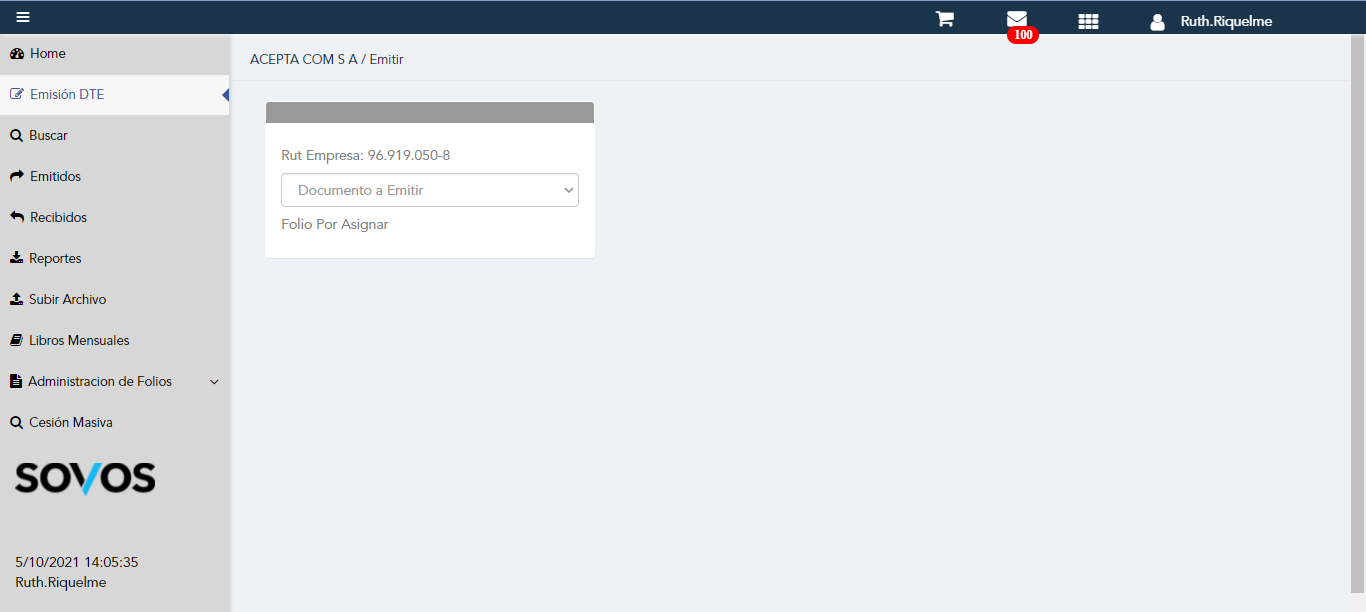 100
Ruth.Riquelme
Home
Emisión DTE
Buscar
Emitidos
Recibidos
Reportes
Subir Archivo
Libros Mensuales
Administracion de Folios
Cesión Masiva
SOVOS
5/10/2021 14:05:35
Ruth.Riquelme
ACEPTA COM S A / Emitir
Rut Empresa: 96.919.050-8
Documento a Emitir
Folio Por Asignar